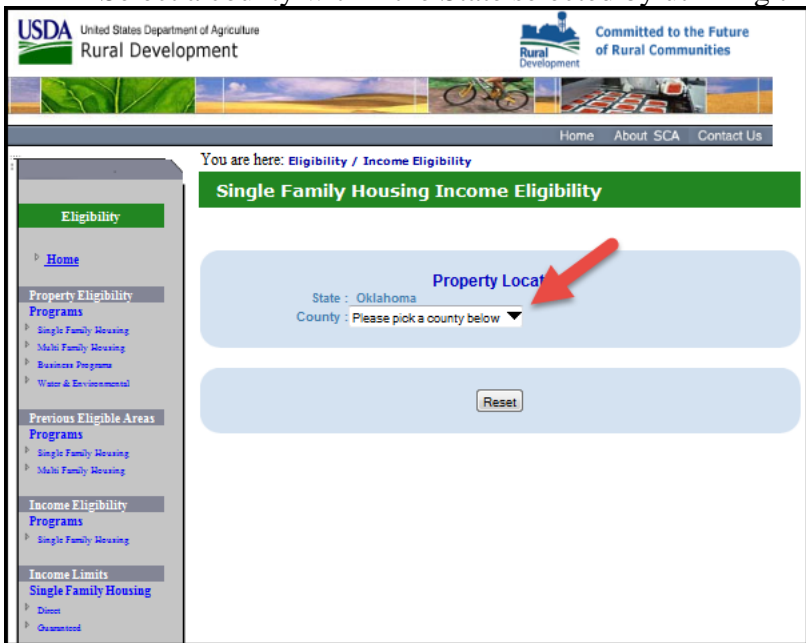 USDA United States Department of Agriculture
Rural Development
Rural
Development
Committed to the Future
of Rural Communities
Home About SCA Contact Us
You are here: Eligibility / Income Eligibility
Single Family Housing Income Eligibility
Eligibility
Home
Property Eligibility
Programs
Single Family Housing
Multi Family Housing
Business Programs
Water & Environmental
Previous Eligible Areas
Programs
Single Family Housing
Multi Family Housing
Income Eligibility
Programs
Single Family Housing
Income Limits
Single Family Housing
Direct
Guaranteed
Property Locat
State : Oklahoma
County : Please pick a county below
Reset